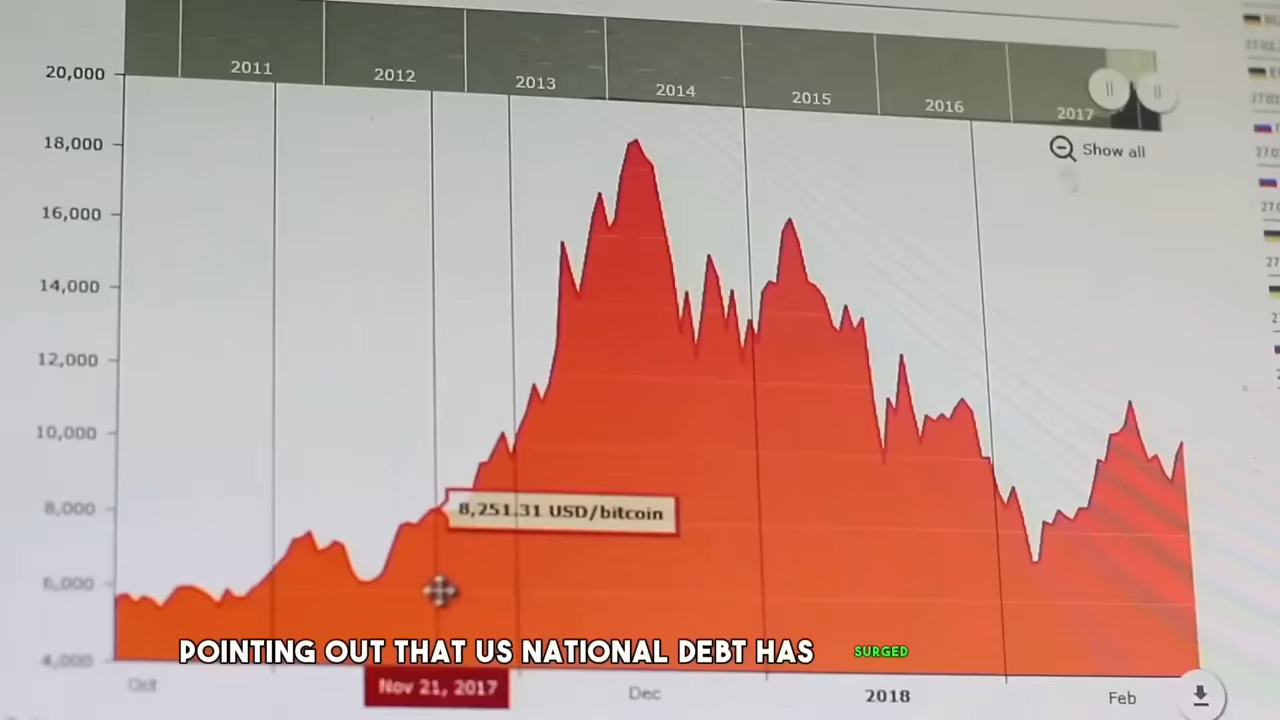 2011
2012
2013
2014
2015
2016
2017
Show all
20,000
18,000
16,000
14,000
12,000
10,000
8,000
6,000
4,000
8,251.31 USD/bitcoin
POINTING OUT THAT US NATIONAL DEBT HAS SURGED
Oct
Nov 21, 2017
Dec
2018
Feb